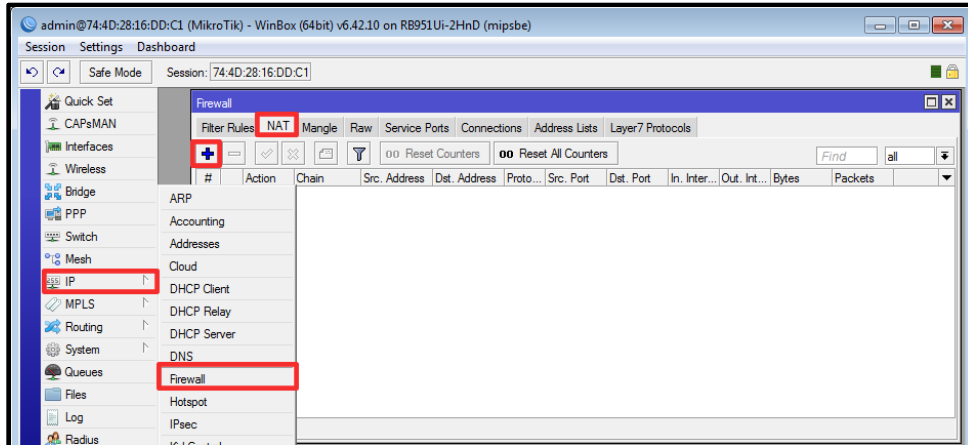 admin@74:4D:28:16:DD:C1 (MikroTik) - WinBox (64bit) v6.42.10 on RB951Ui-2HnD (mipsbe)
Session Settings Dashboard
Safe Mode Session: 74:4D:28:16:DD:C1
Quick Set
CAPsMAN
Interfaces
Wireless
Bridge
PPP
Switch
Mesh
IP
MPLS
Routing
System
Queues
Files
Log
Radius
ARP
Accounting
Addresses
Cloud
DHCP Client
DHCP Relay
DHCP Server
DNS
Firewall
Hotspot
IPsec
Firewall
Filter Rules NAT Mangle Raw Service Ports Connections Address Lists Layer7 Protocols
00 Reset Counters 00 Reset All Counters Find all
# Action Chain Src. Address Dst. Address Proto... Src. Port Dst. Port In. Inter... Out. Int... Bytes Packets